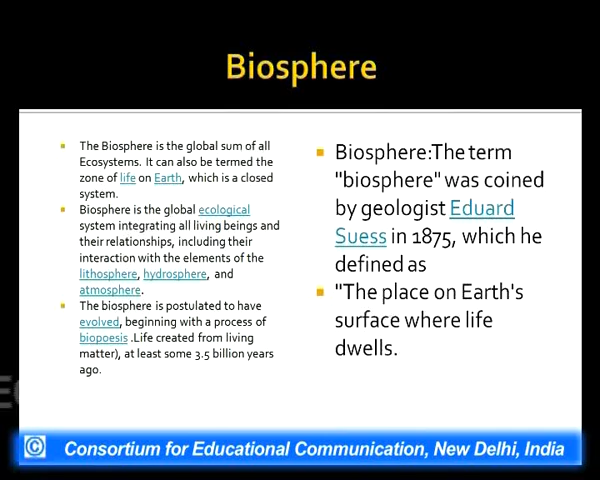 Biosphere
The Biosphere is the global sum of all
Ecosystems. It can also be termed the
zone of life on Earth, which is a closed
system.
Biosphere is the global ecological
system integrating all living beings and
their relationships, including their
interaction with the elements of the
lithosphere, hydrosphere, and
atmosphere.
The biosphere is postulated to have
evolved, beginning with a process of
biopoesis .Life created from living
matter), at least some 3.5 billion years
ago.
Biosphere:The term
"biosphere" was coined
by geologist Eduard
Suess in 1875, which he
defined as
"The place on Earth's
surface where life
dwells.
© Consortium for Educational Communication, New Delhi, India